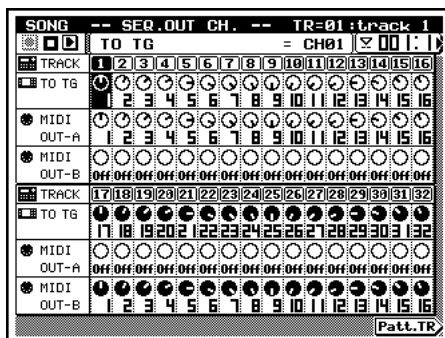 SONG -- SEQ.OUT CH. -- TR=01:track 1
TO TG = CH01
TRACK 1 2 3 4 5 6 7 8 9 10 11 12 13 14 15 16
TO TG 1 2 3 4 5 6 7 8 9 10 11 12 13 14 15 16
MIDI OUT-A 1 2 3 4 5 6 7 8 9 10 11 12 13 14 15 16
MIDI OUT-B Off Off Off Off Off Off Off Off Off Off Off Off Off Off Off Off
TRACK 17 18 19 20 21 22 23 24 25 26 27 28 29 30 31 32
TO TG 17 18 19 20 21 22 23 24 25 26 27 28 29 30 31 32
MIDI OUT-A Off Off Off Off Off Off Off Off Off Off Off Off Off Off Off Off
MIDI OUT-B 1 2 3 4 5 6 7 8 9 10 11 12 13 14 15 16
Patt.TR